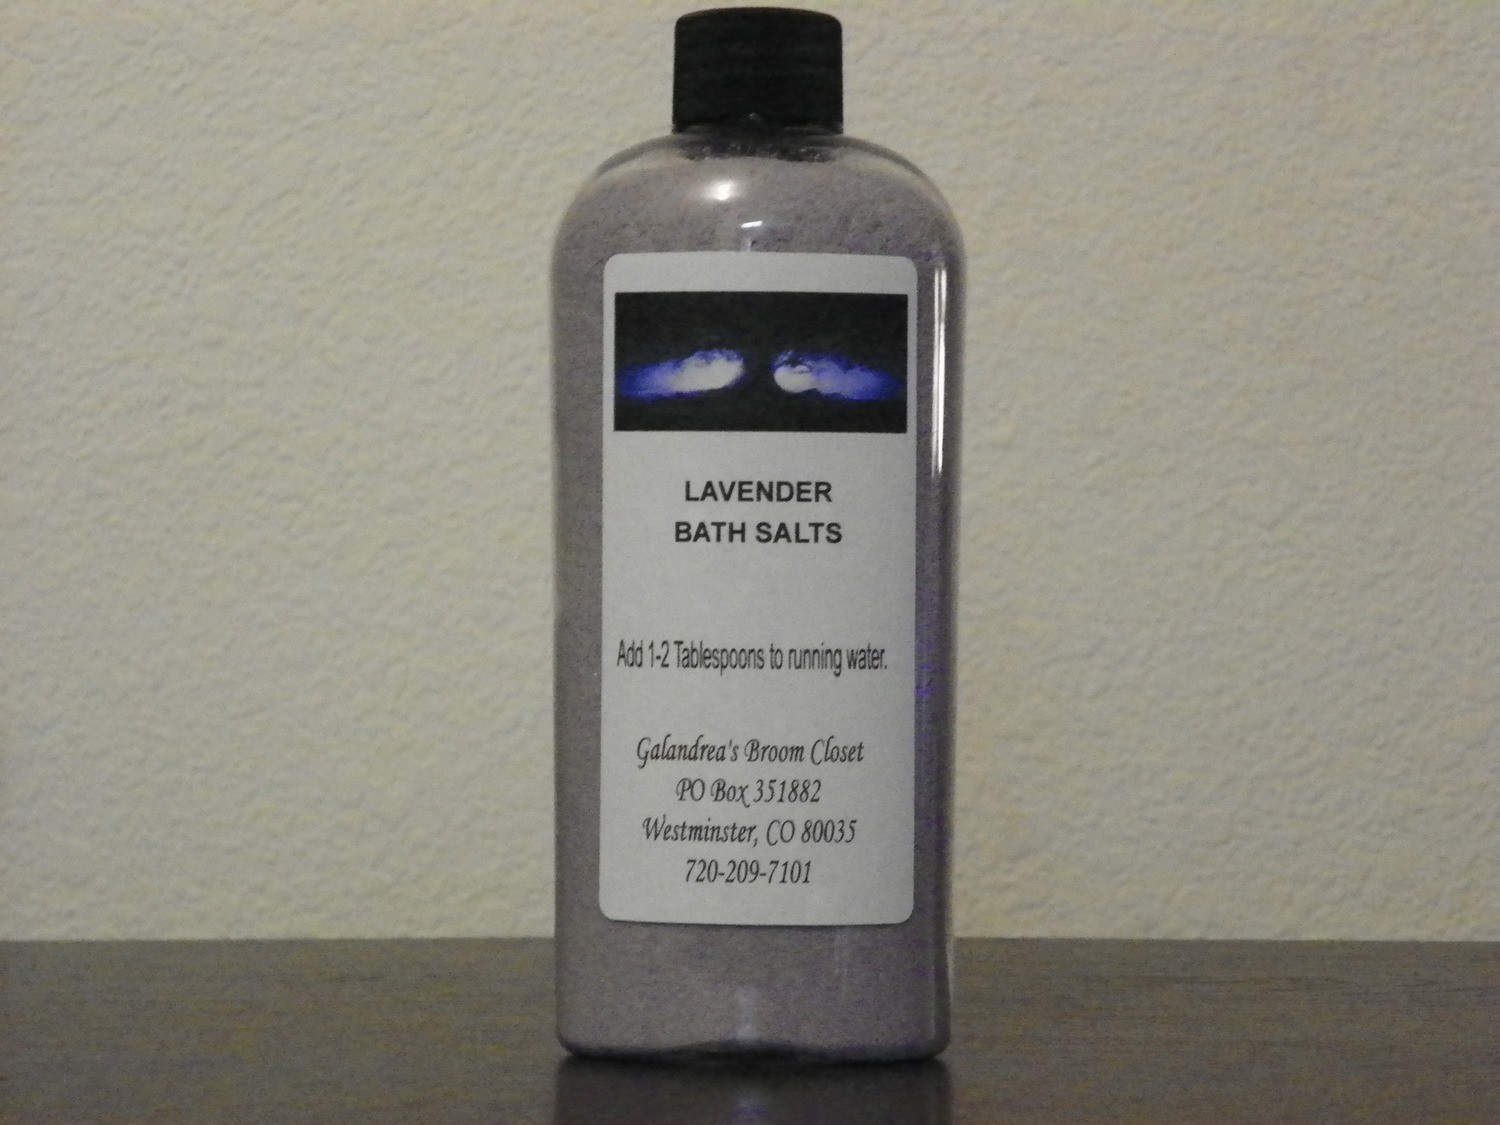 LAVENDER
BATH SALTS
Add 1-2 Tablespoons to running water.
Galandrea's Broom Closet
PO Box 351882
Westminster, CO 80035
720-209-7101